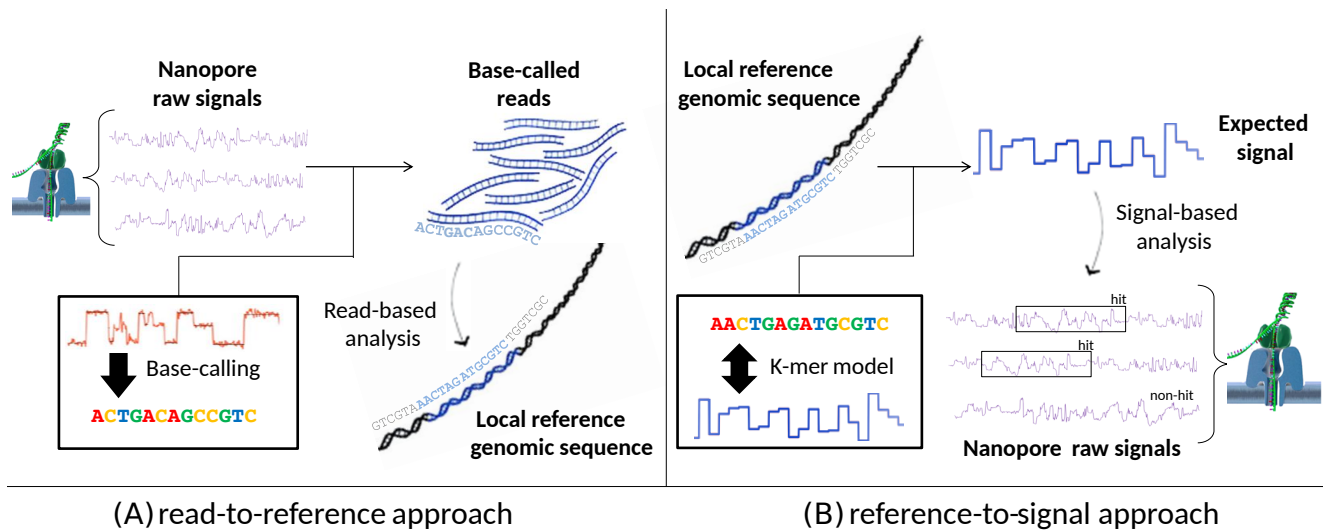 Nanopore
raw signals
Base-called
reads
ACTGACAGCCGTC
Read-based
analysis
GTCGTAAACTAGATGCGTCTGGTCGC
Base-calling
ACTGACAGCCGTC
Local reference
genomic sequence
(A) read-to-reference approach
Local reference
genomic sequence
GTCGTAAACTAGATGCGTCTGGTCGC
Expected
signal
Signal-based
analysis
AACTGAGATGCGTC
K-mer model
hit
hit
non-hit
Nanopore raw signals
(B) reference-to-signal approach